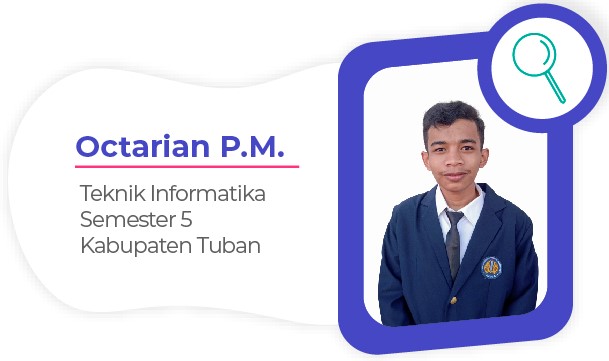 Octarian P.M.
Teknik Informatika
Semester 5
Kabupaten Tuban